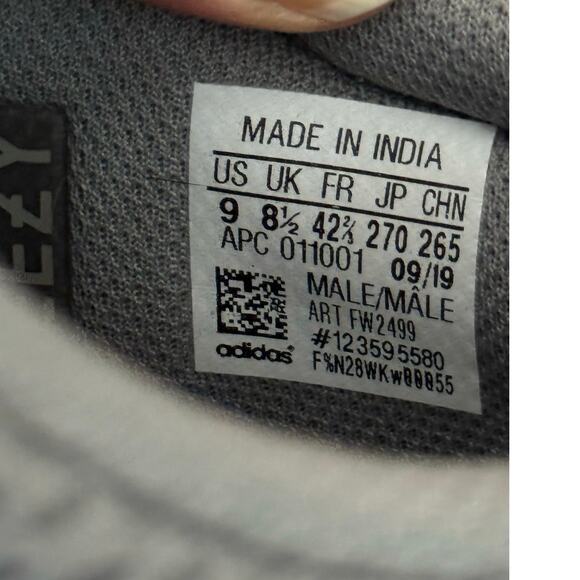 EZY
MADE IN INDIA
US UK FR JP CHN
9 8½ 42⅔ 270 265
APC 011001 09/19
MALE/MÂLE
ART FW2499
#123595580
adidas® F%N28WKw00055